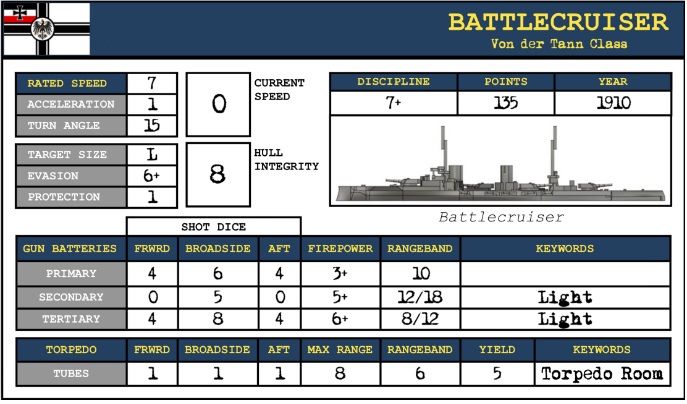 BATTLECRUISER
Von der Tann Class
RATED SPEED 7
ACCELERATION 1
TURN ANGLE 15
0 CURRENT SPEED
TARGET SIZE L
EVASION 6+
PROTECTION 1
8 HULL INTEGRITY
DISCIPLINE POINTS YEAR
7+ 135 1910
Battlecruiser
SHOT DICE
GUN BATTERIES FRWRD BROADSIDE AFT FIREPOWER RANGEBAND KEYWORDS
PRIMARY 4 6 4 3+ 10
SECONDARY 0 5 0 5+ 12/18 Light
TERTIARY 4 8 4 6+ 8/12 Light
TORPEDO FRWRD BROADSIDE AFT MAX RANGE RANGEBAND YIELD KEYWORDS
TUBES 1 1 1 8 6 5 Torpedo Room